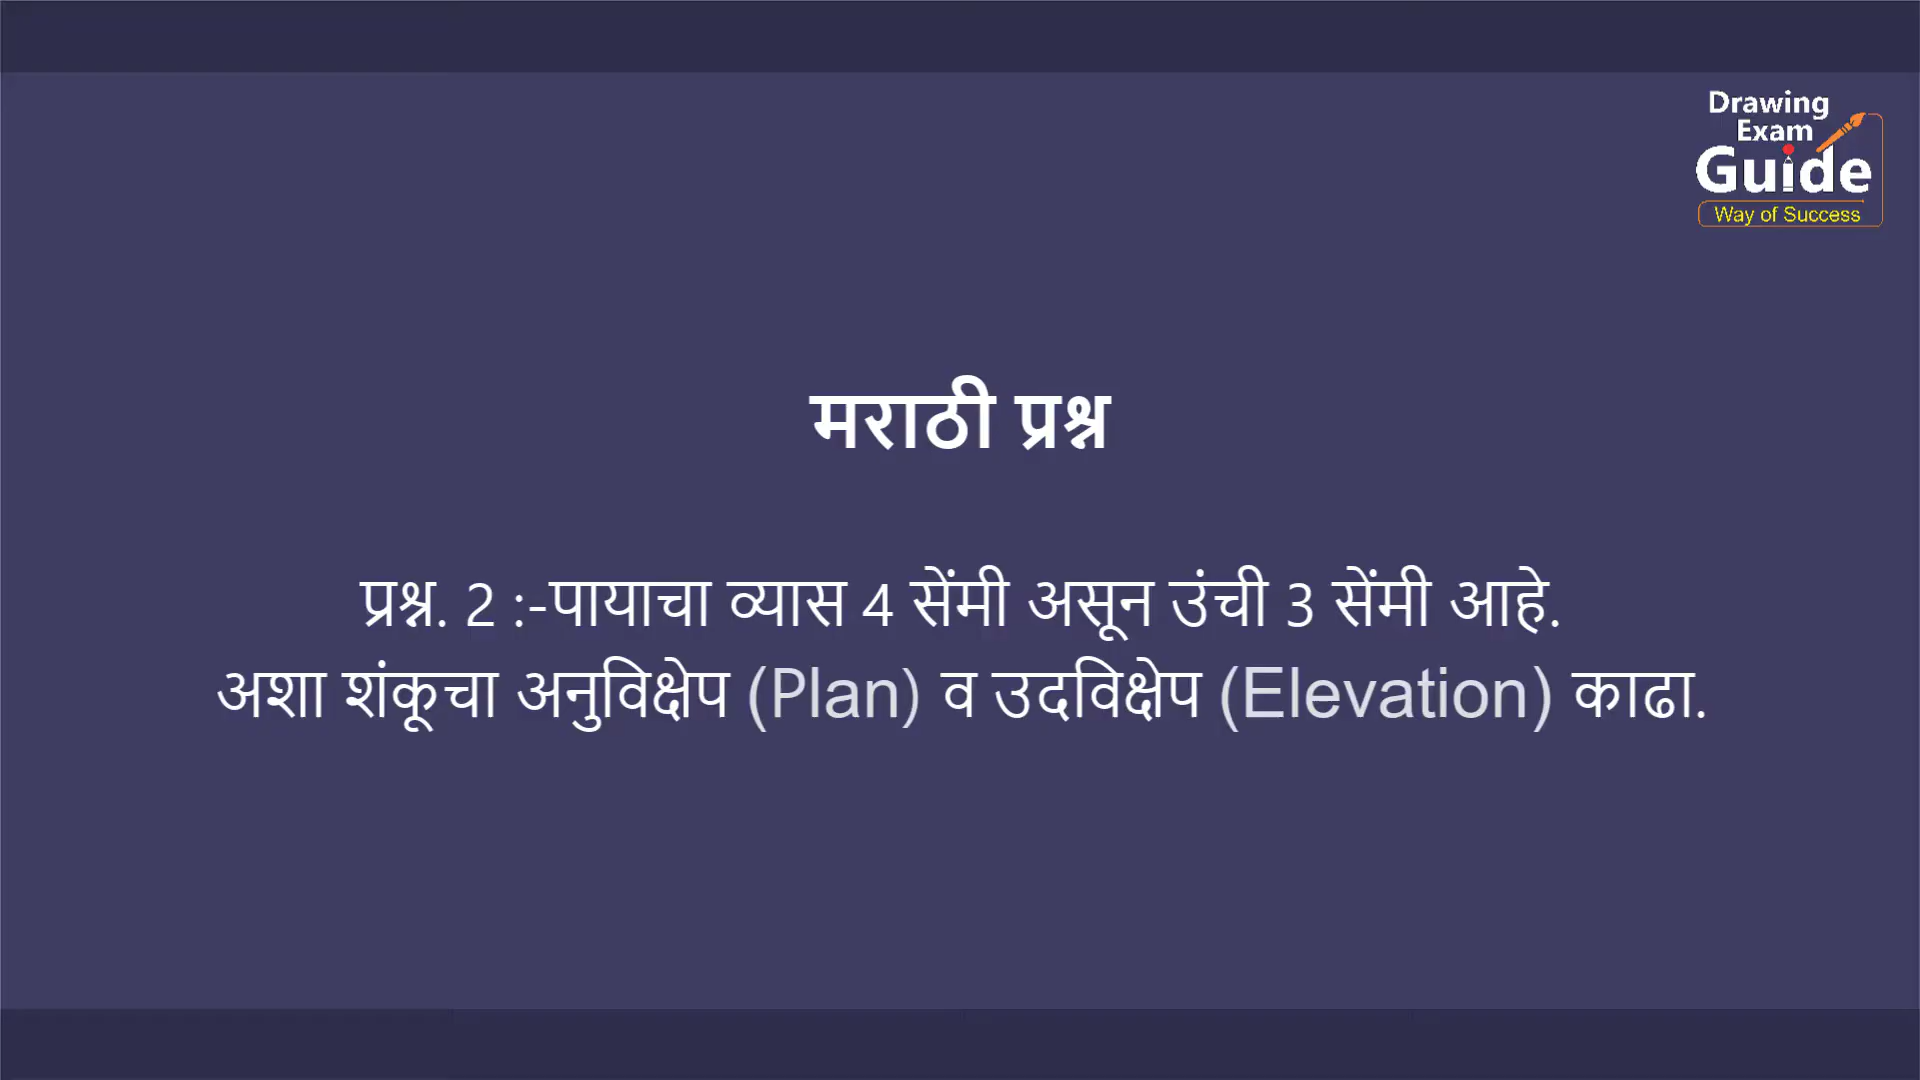 Drawing
Exam
Guide
Way of Success
मराठी प्रश्न
प्रश्न. 2 :-पायाचा व्यास 4 सेंमी असून उंची 3 सेंमी आहे.
अशा शंकूचा अनुविक्षेप (Plan) व उदविक्षेप (Elevation) काढा.